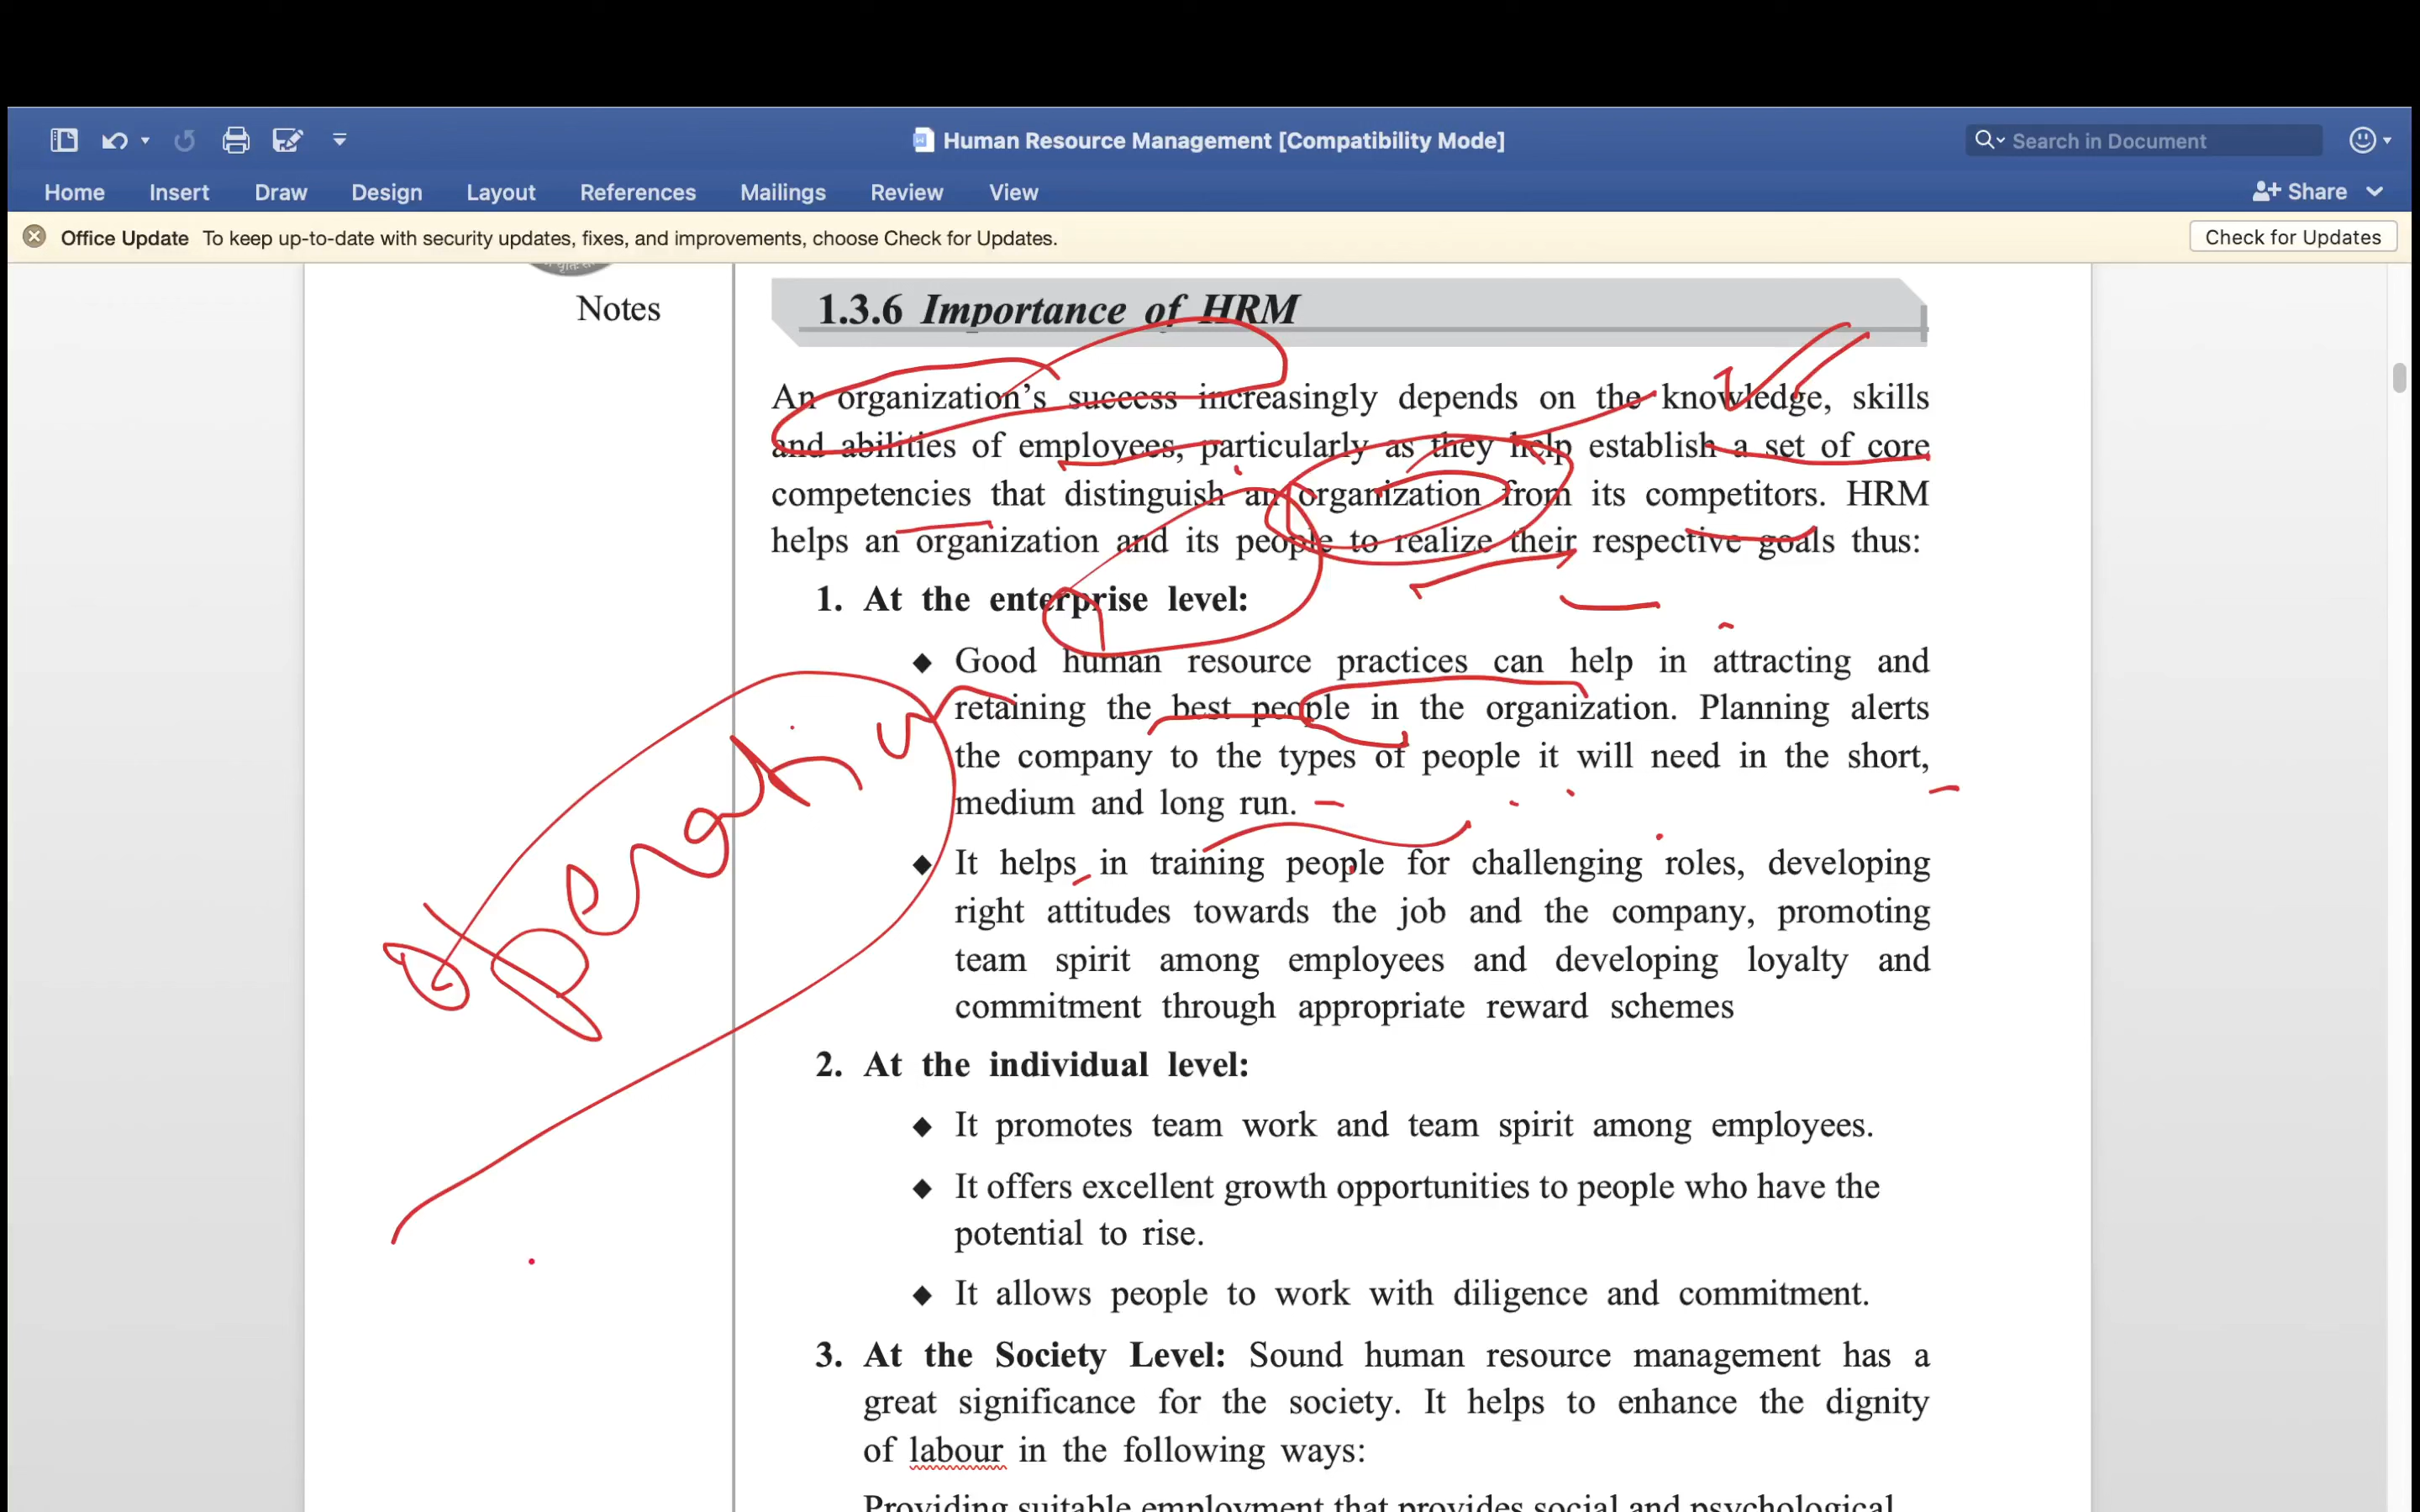 Human Resource Management [Compatibility Mode]
Search in Document
Home Insert Draw Design Layout References Mailings Review View
Share
Office Update To keep up-to-date with security updates, fixes, and improvements, choose Check for Updates.
Check for Updates
Notes
1.3.6 Importance of HRM
An organization's success increasingly depends on the knowledge, skills
and abilities of employees, particularly as they help establish a set of core
competencies that distinguish an organization from its competitors. HRM
helps an organization and its people to realize their respective goals thus:
1. At the enterprise level:
◆ Good human resource practices can help in attracting and
retaining the best people in the organization. Planning alerts
the company to the types of people it will need in the short,
medium and long run.
◆ It helps in training people for challenging roles, developing
right attitudes towards the job and the company, promoting
team spirit among employees and developing loyalty and
commitment through appropriate reward schemes
2. At the individual level:
◆ It promotes team work and team spirit among employees.
◆ It offers excellent growth opportunities to people who have the
potential to rise.
◆ It allows people to work with diligence and commitment.
3. At the Society Level: Sound human resource management has a
great significance for the society. It helps to enhance the dignity
of labour in the following ways:
Providing suitable employment that provides social and psychological